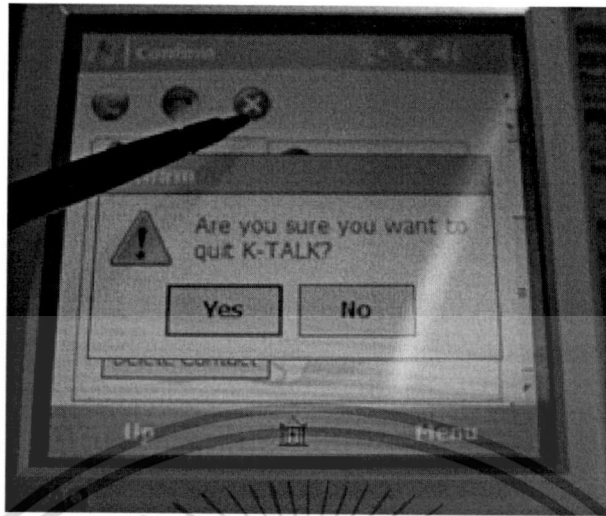 Confirm
Are you sure you want to
quit K-TALK?
Yes No
Delete Contact
Up Menu